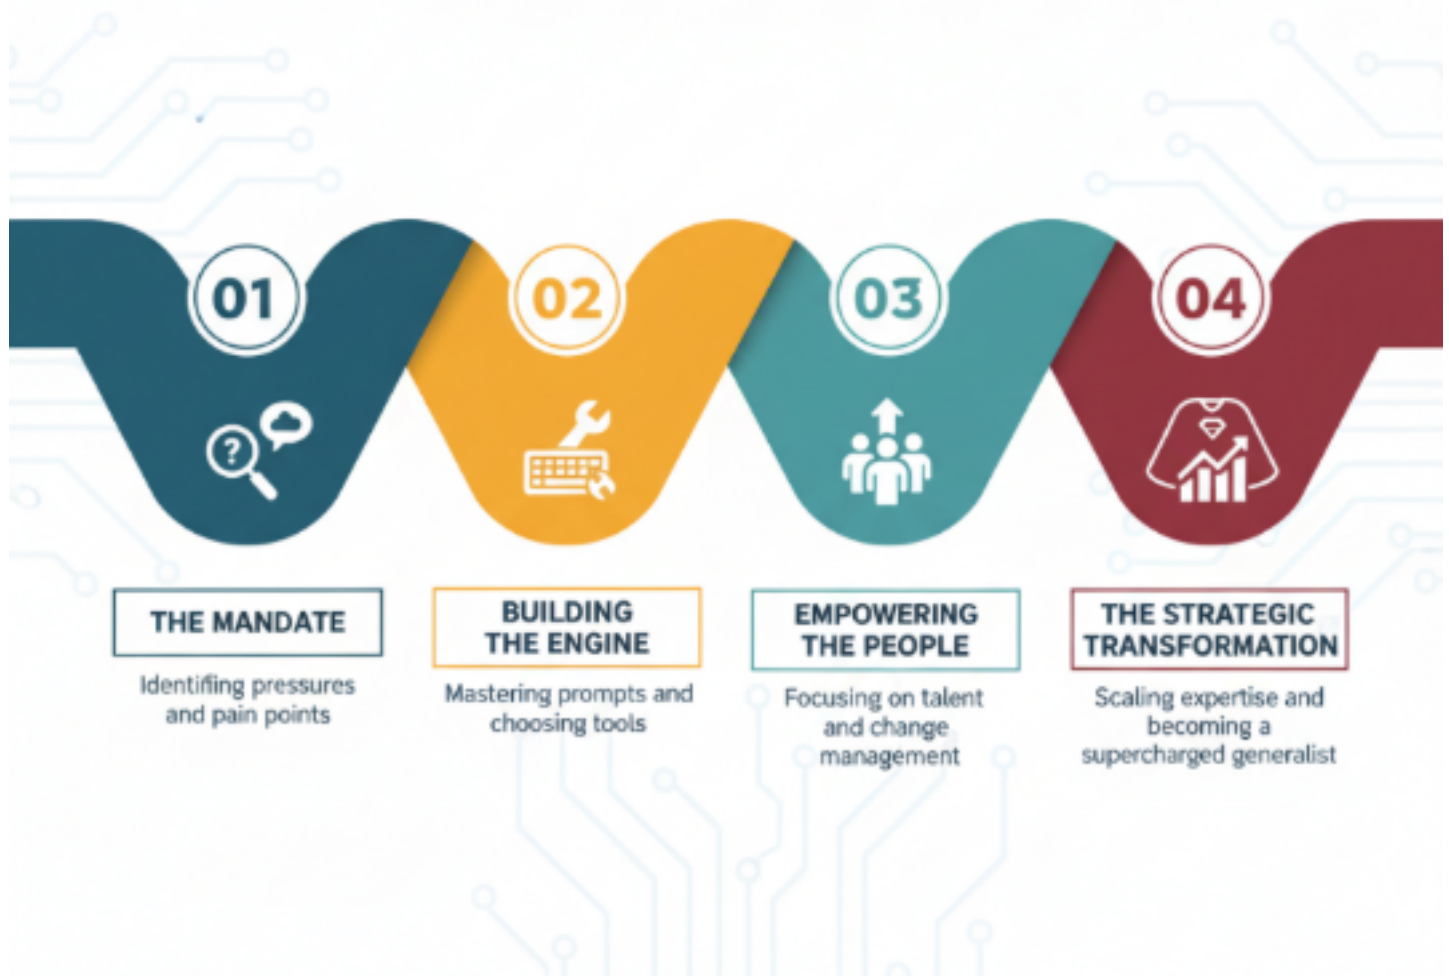 01
02
03
04
THE MANDATE
Identifiing pressures
and pain points
BUILDING
THE ENGINE
Mastering prompts and
choosing tools
EMPOWERING
THE PEOPLE
Focusing on talent
and change
management
THE STRATEGIC
TRANSFORMATION
Scaling expertise and
becoming a
supercharged generalist